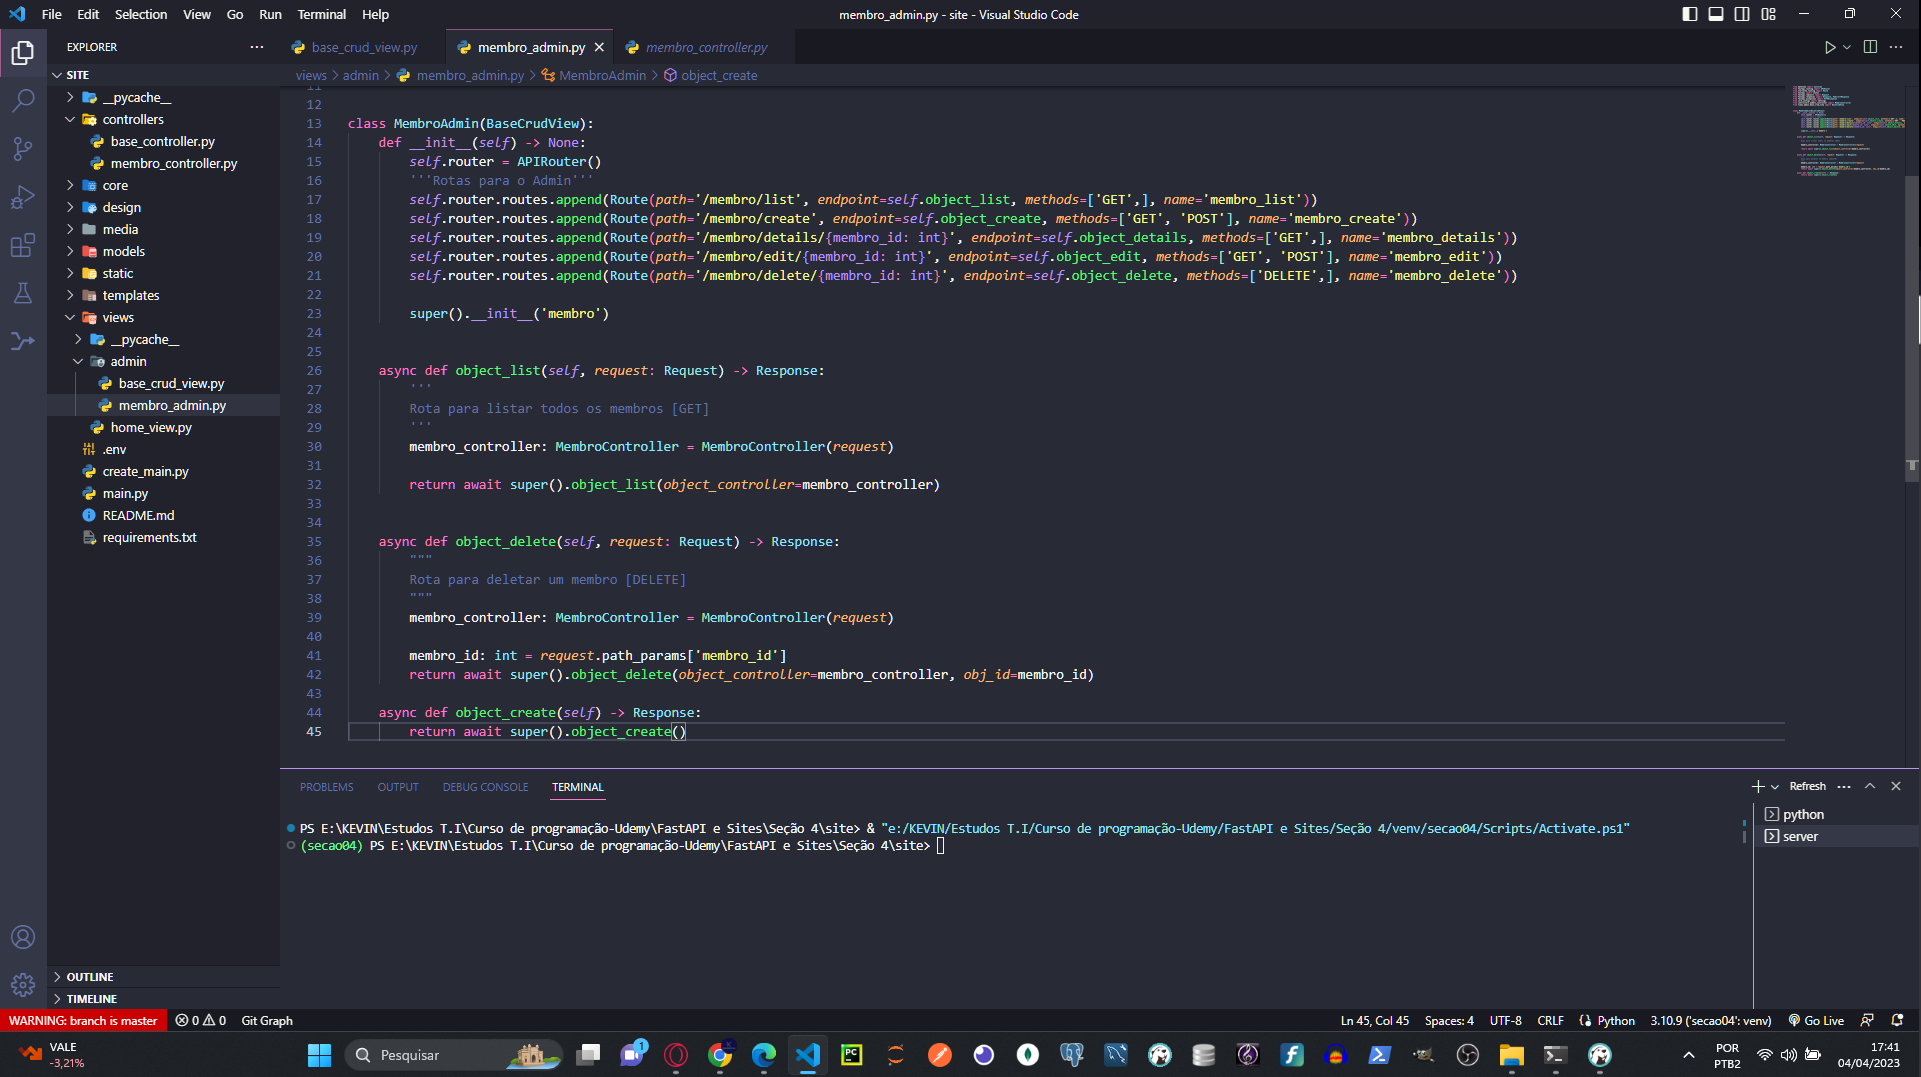 File Edit Selection View Go Run Terminal Help
membro_admin.py - site - Visual Studio Code
EXPLORER
SITE
__pycache__
controllers
base_controller.py
membro_controller.py
core
design
media
models
static
templates
views
__pycache__
admin
base_crud_view.py
membro_admin.py
home_view.py
.env
create_main.py
main.py
README.md
requirements.txt
OUTLINE
TIMELINE
base_crud_view.py membro_admin.py membro_controller.py
views > admin > membro_admin.py > MembroAdmin > object_create
11
12
13 class MembroAdmin(BaseCrudView):
14 def __init__(self) -> None:
15 self.router = APIRouter()
16 '''Rotas para o Admin'''
17 self.router.routes.append(Route(path='/membro/list', endpoint=self.object_list, methods=['GET',], name='membro_list'))
18 self.router.routes.append(Route(path='/membro/create', endpoint=self.object_create, methods=['GET', 'POST'], name='membro_create'))
19 self.router.routes.append(Route(path='/membro/details/{membro_id: int}', endpoint=self.object_details, methods=['GET',], name='membro_details'))
20 self.router.routes.append(Route(path='/membro/edit/{membro_id: int}', endpoint=self.object_edit, methods=['GET', 'POST'], name='membro_edit'))
21 self.router.routes.append(Route(path='/membro/delete/{membro_id: int}', endpoint=self.object_delete, methods=['DELETE',], name='membro_delete'))
22
23 super().__init__('membro')
24
25
26 async def object_list(self, request: Request) -> Response:
27 '''
28 Rota para listar todos os membros [GET]
29 '''
30 membro_controller: MembroController = MembroController(request)
31
32 return await super().object_list(object_controller=membro_controller)
33
34
35 async def object_delete(self, request: Request) -> Response:
36 """
37 Rota para deletar um membro [DELETE]
38 """
39 membro_controller: MembroController = MembroController(request)
40
41 membro_id: int = request.path_params['membro_id']
42 return await super().object_delete(object_controller=membro_controller, obj_id=membro_id)
43
44 async def object_create(self) -> Response:
45 return await super().object_create()
PROBLEMS OUTPUT DEBUG CONSOLE TERMINAL
Refresh
PS E:\KEVIN\Estudos T.I\Curso de programação-Udemy\FastAPI e Sites\Seção 4\site> & "e:/KEVIN/Estudos T.I/Curso de programação-Udemy/FastAPI e Sites/Seção 4/venv/secao04/Scripts/Activate.ps1"
(secao04) PS E:\KEVIN\Estudos T.I\Curso de programação-Udemy\FastAPI e Sites\Seção 4\site>
python
server
WARNING: branch is master 0 0 Git Graph
Ln 45, Col 45 Spaces: 4 UTF-8 CRLF Python 3.10.9 ('secao04': venv) Go Live
VALE
-3,21%
Pesquisar
1
PC
POR
PTB2
17:41
04/04/2023